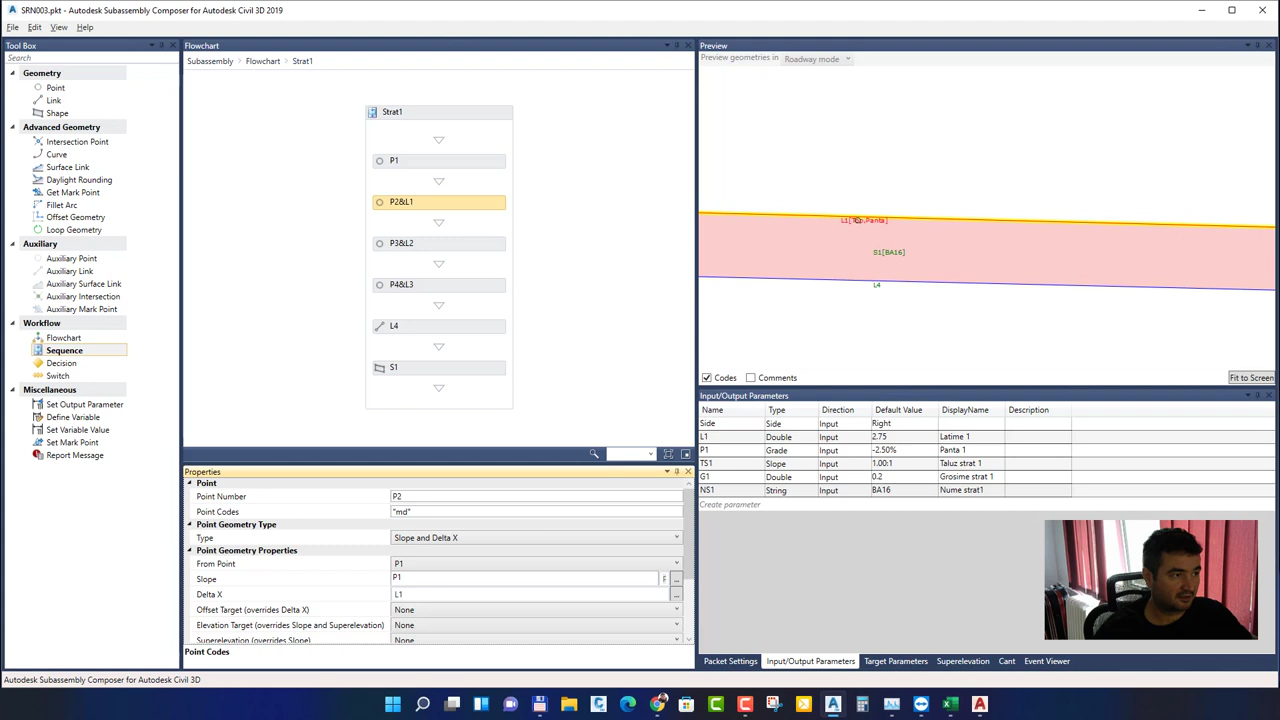 SRN003.pkt - Autodesk Subassembly Composer for Autodesk Civil 3D 2019
File Edit View Help
Tool Box
Search
Geometry
Point
Link
Shape
Advanced Geometry
Intersection Point
Curve
Surface Link
Daylight Rounding
Get Mark Point
Fillet Arc
Offset Geometry
Loop Geometry
Auxiliary
Auxiliary Point
Auxiliary Link
Auxiliary Surface Link
Auxiliary Intersection
Auxiliary Mark Point
Workflow
Flowchart
Sequence
Decision
Switch
Miscellaneous
Set Output Parameter
Define Variable
Set Variable Value
Set Mark Point
Report Message
Flowchart
Subassembly > Flowchart > Strat1
Strat1
P1
P2&L1
P3&L2
P4&L3
L4
S1
Properties
Point
Point Number P2
Point Codes "md"
Point Geometry Type
Type Slope and Delta X
Point Geometry Properties
From Point P1
Slope P1 ...
Delta X L1 ...
Offset Target (overrides Delta X) None
Elevation Target (overrides Slope and Superelevation) None
Superelevation (overrides Slope) None
Point Codes
Preview
Preview geometries in Roadway mode
L1[Top,Panta]
S1[BA16]
L4
Codes Comments Fit to Screen
Input/Output Parameters
Name Type Direction Default Value DisplayName Description
Side Input Right
L1 Double Input 2.75 Latime 1
P1 Grade Input -2.50% Panta 1
TS1 Slope Input 1.00:1 Taluz strat 1
G1 Double Input 0.2 Grosime strat 1
NS1 String Input BA16 Nume strat1
Create parameter
Packet Settings Input/Output Parameters Target Parameters Superelevation Cant Event Viewer
Autodesk Subassembly Composer for Autodesk Civil 3D